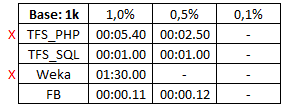 Base: 1k 1,0% 0,5% 0,1%
X TFS_PHP 00:05.40 00:02.50 -
TFS_SQL 00:01.00 00:01.00 -
X Weka 01:30.00 - -
FB 00:00.11 00:00.12 -